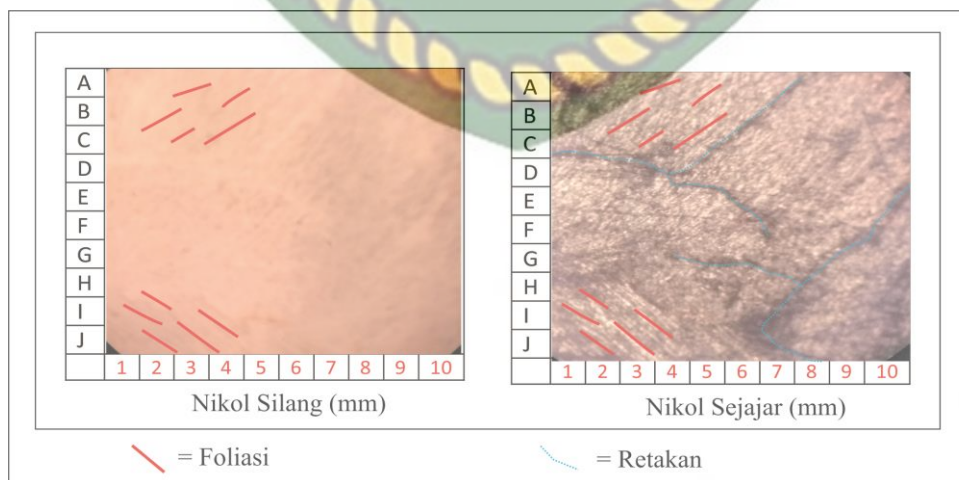 A
B
C
D
E
F
G
H
I
J
1 2 3 4 5 6 7 8 9 10
Nikol Silang (mm)
A
B
C
D
E
F
G
H
I
J
1 2 3 4 5 6 7 8 9 10
Nikol Sejajar (mm)
= Foliasi
= Retakan